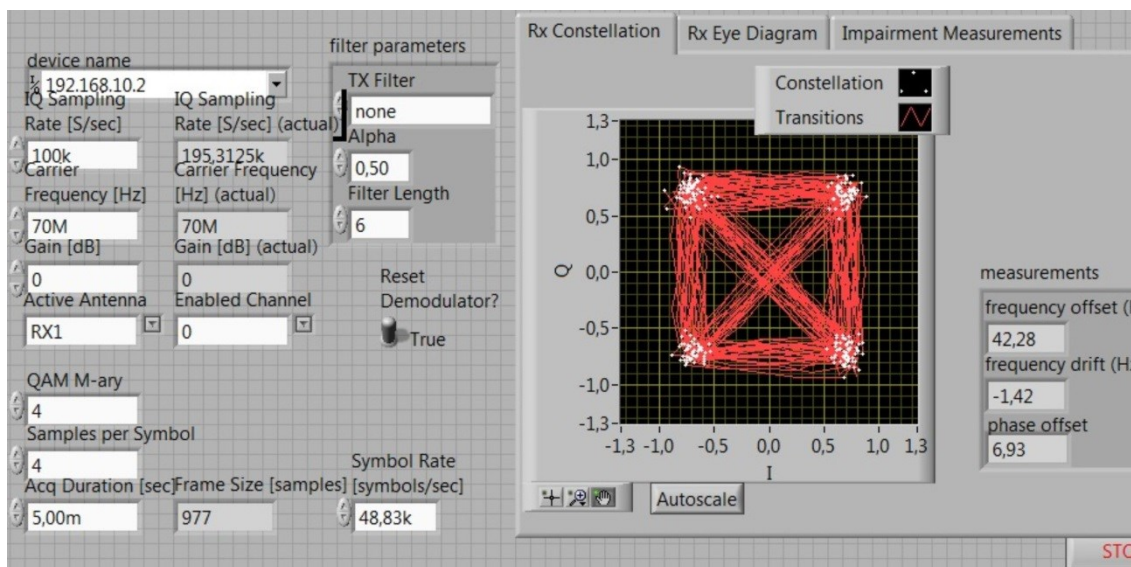 device name
192.168.10.2
IQ Sampling
Rate [S/sec]
100k
IQ Sampling
Rate [S/sec] (actual)
195,3125k
Carrier
Frequency [Hz]
70M
Carrier Frequency
[Hz] (actual)
70M
Gain [dB]
0
Gain [dB] (actual)
0
Active Antenna
RX1
Enabled Channel
0
QAM M-ary
4
Samples per Symbol
4
Acq Duration [sec]
5,00m
Frame Size [samples]
977
filter parameters
TX Filter
none
Alpha
0,50
Filter Length
6
Reset
Demodulator?
True
Symbol Rate
[symbols/sec]
48,83k
Rx Constellation
Rx Eye Diagram
Impairment Measurements
Constellation
Transitions
1,3
1,0
0,5
0,0
-0,5
-1,0
-1,3
Q
-1,3 -1,0 -0,5 0,0 0,5 1,0 1,3
I
Autoscale
measurements
frequency offset (
42,28
frequency drift (H
-1,42
phase offset
6,93
STO